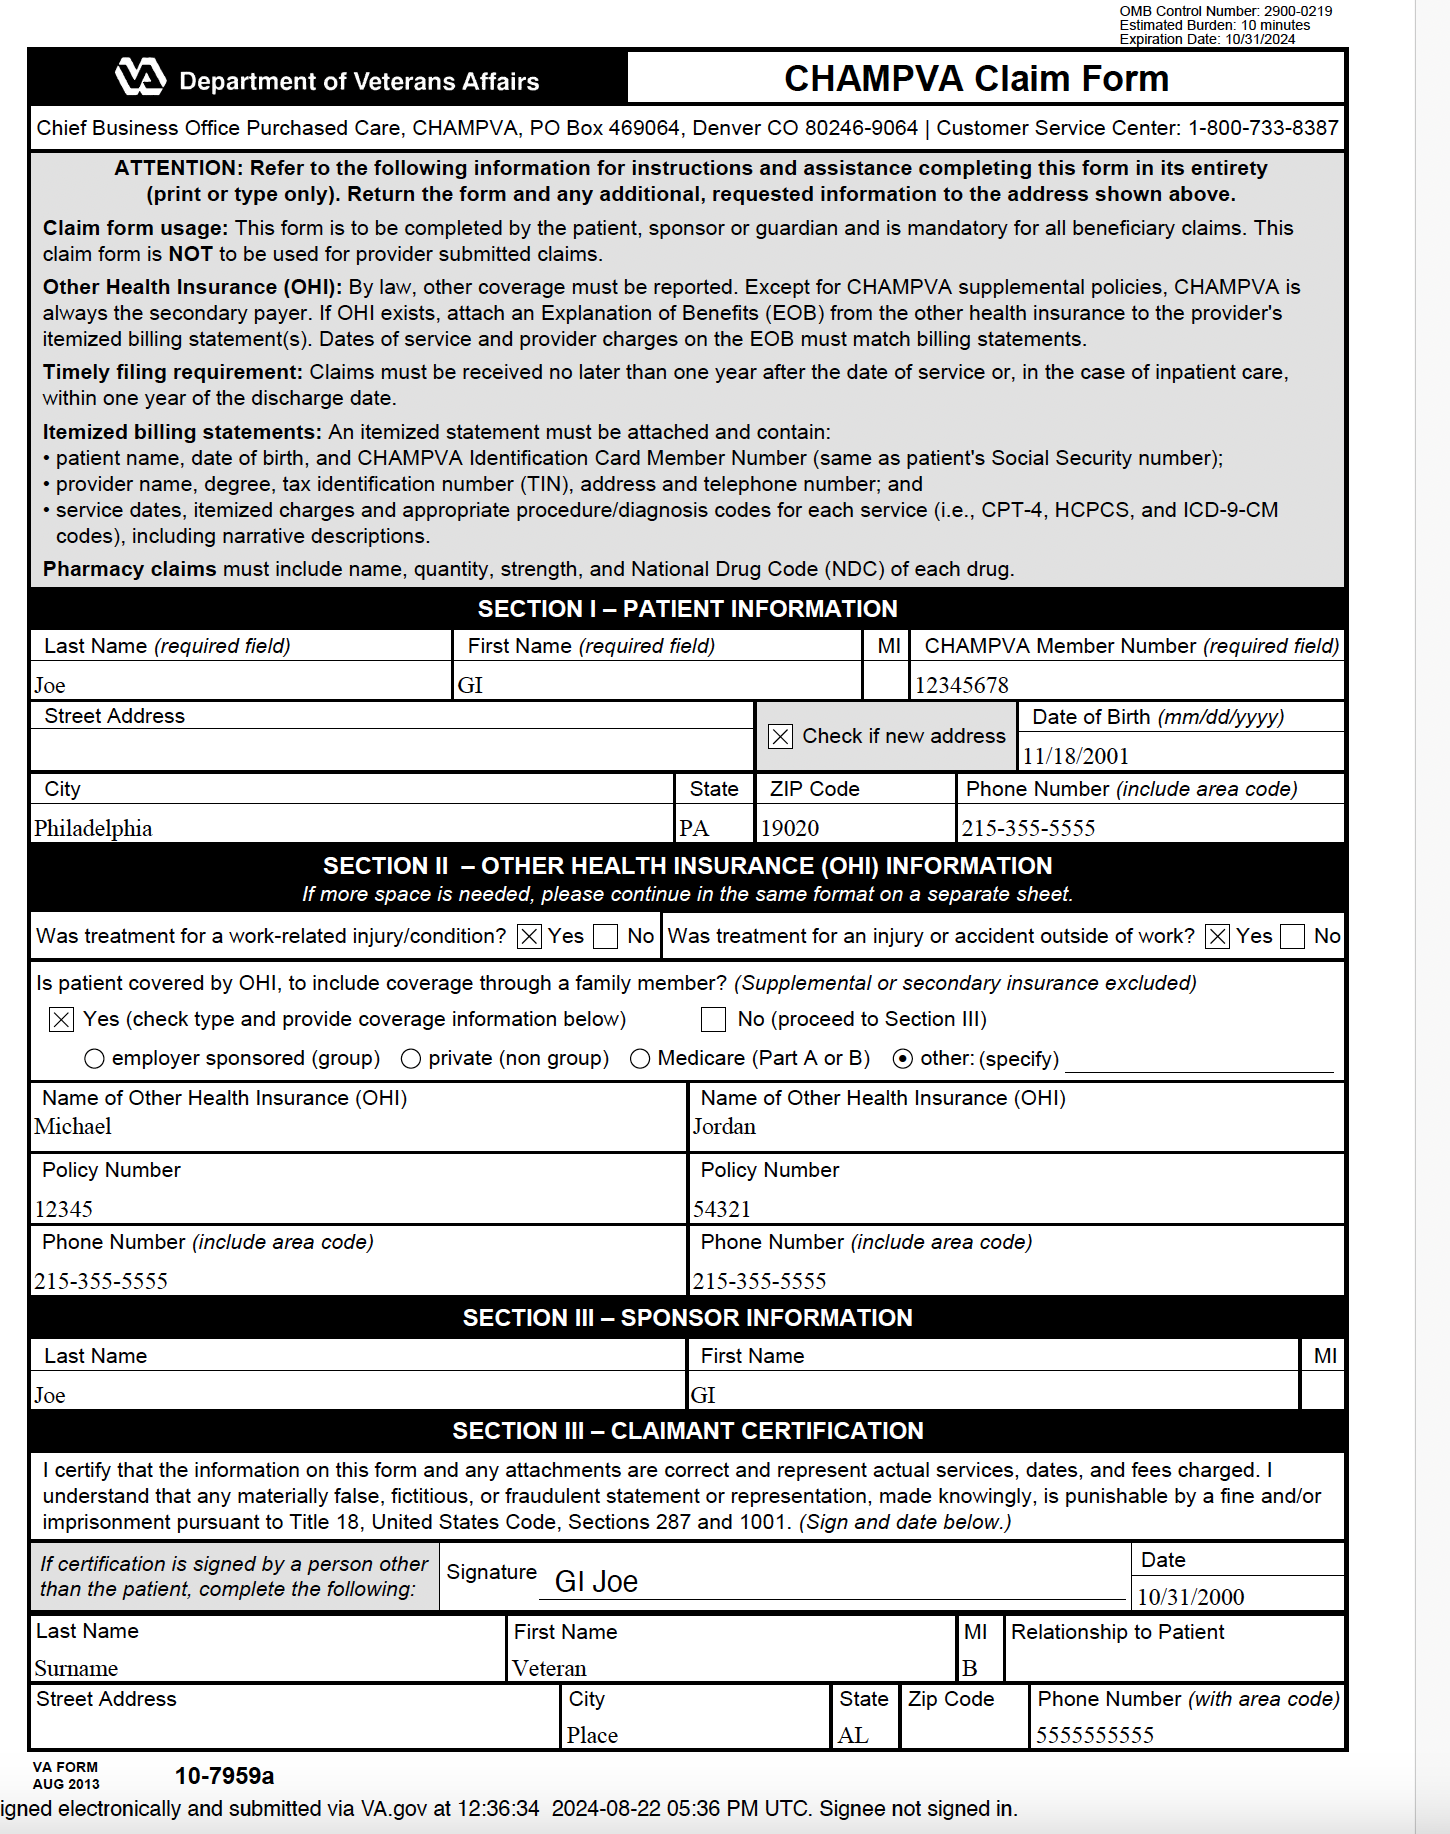 OMB Control Number: 2900-0219
Estimated Burden: 10 minutes
Expiration Date: 10/31/2024
VA Department of Veterans Affairs
CHAMPVA Claim Form
Chief Business Office Purchased Care, CHAMPVA, PO Box 469064, Denver CO 80246-9064 | Customer Service Center: 1-800-733-8387
ATTENTION: Refer to the following information for instructions and assistance completing this form in its entirety
(print or type only). Return the form and any additional, requested information to the address shown above.
Claim form usage: This form is to be completed by the patient, sponsor or guardian and is mandatory for all beneficiary claims. This
claim form is NOT to be used for provider submitted claims.
Other Health Insurance (OHI): By law, other coverage must be reported. Except for CHAMPVA supplemental policies, CHAMPVA is
always the secondary payer. If OHI exists, attach an Explanation of Benefits (EOB) from the other health insurance to the provider's
itemized billing statement(s). Dates of service and provider charges on the EOB must match billing statements.
Timely filing requirement: Claims must be received no later than one year after the date of service or, in the case of inpatient care,
within one year of the discharge date.
Itemized billing statements: An itemized statement must be attached and contain:
• patient name, date of birth, and CHAMPVA Identification Card Member Number (same as patient's Social Security number);
• provider name, degree, tax identification number (TIN), address and telephone number; and
• service dates, itemized charges and appropriate procedure/diagnosis codes for each service (i.e., CPT-4, HCPCS, and ICD-9-CM
codes), including narrative descriptions.
Pharmacy claims must include name, quantity, strength, and National Drug Code (NDC) of each drug.
SECTION I – PATIENT INFORMATION
Last Name (required field) First Name (required field) MI CHAMPVA Member Number (required field)
Joe GI 12345678
Street Address Check if new address Date of Birth (mm/dd/yyyy)
11/18/2001
City State ZIP Code Phone Number (include area code)
Philadelphia PA 19020 215-355-5555
SECTION II – OTHER HEALTH INSURANCE (OHI) INFORMATION
If more space is needed, please continue in the same format on a separate sheet.
Was treatment for a work-related injury/condition? Yes No Was treatment for an injury or accident outside of work? Yes No
Is patient covered by OHI, to include coverage through a family member? (Supplemental or secondary insurance excluded)
Yes (check type and provide coverage information below) No (proceed to Section III)
employer sponsored (group) private (non group) Medicare (Part A or B) other: (specify)
Name of Other Health Insurance (OHI) Name of Other Health Insurance (OHI)
Michael Jordan
Policy Number Policy Number
12345 54321
Phone Number (include area code) Phone Number (include area code)
215-355-5555 215-355-5555
SECTION III – SPONSOR INFORMATION
Last Name First Name MI
Joe GI
SECTION III – CLAIMANT CERTIFICATION
I certify that the information on this form and any attachments are correct and represent actual services, dates, and fees charged. I
understand that any materially false, fictitious, or fraudulent statement or representation, made knowingly, is punishable by a fine and/or
imprisonment pursuant to Title 18, United States Code, Sections 287 and 1001. (Sign and date below.)
If certification is signed by a person other
than the patient, complete the following:
Signature GI Joe
Date
10/31/2000
Last Name First Name MI Relationship to Patient
Surname Veteran B
Street Address City State Zip Code Phone Number (with area code)
Place AL 5555555555
VA FORM
AUG 2013
10-7959a
igned electronically and submitted via VA.gov at 12:36:34 2024-08-22 05:36 PM UTC. Signee not signed in.